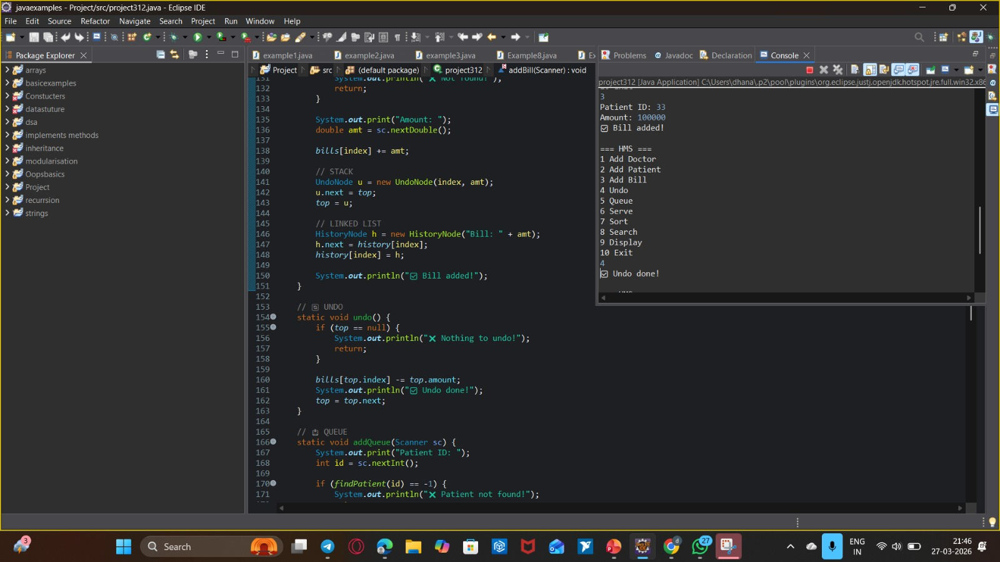 javaexamples - Project/src/project312.java - Eclipse IDE
File Edit Source Refactor Navigate Search Project Run Window Help
Package Explorer
arrays
basicexamples
Constucters
datastuture
dsa
implements methods
inheritance
modularisation
Oopsbasics
Project
recurrsion
strings
example1.java example2.java example3.java Example8.java
Project src (default package) project312 addBill(Scanner) : void
131 System.out.println("❌ Not found!");
132 return;
133 }
134
135 System.out.print("Amount: ");
136 double amt = sc.nextDouble();
137
138 bills[index] += amt;
139
140 // STACK
141 UndoNode u = new UndoNode(index, amt);
142 u.next = top;
143 top = u;
144
145 // LINKED LIST
146 HistoryNode h = new HistoryNode("Bill: " + amt);
147 h.next = history[index];
148 history[index] = h;
149
150 System.out.println("✅ Bill added!");
151 }
152
153 // UNDO
154 static void undo() {
155 if (top == null) {
156 System.out.println("❌ Nothing to undo!");
157 return;
158 }
159
160 bills[top.index] -= top.amount;
161 System.out.println("✅ Undo done!");
162 top = top.next;
163 }
164
165 // QUEUE
166 static void addQueue(Scanner sc) {
167 System.out.print("Patient ID: ");
168 int id = sc.nextInt();
169
170 if (findPatient(id) == -1) {
171 System.out.println("❌ Patient not found!");
Problems Javadoc Declaration Console
project312 [Java Application] C:\Users\dhana\.p2\pool\plugins\org.eclipse.justj.openjdk.hotspot.jre.full.win32.x86
10 Exit
3
Patient ID: 33
Amount: 100000
✅ Bill added!
=== HMS ===
1 Add Doctor
2 Add Patient
3 Add Bill
4 Undo
5 Queue
6 Serve
7 Sort
8 Search
9 Display
10 Exit
4
✅ Undo done!
3
Search
27
ENG
IN
21:46
27-03-2026